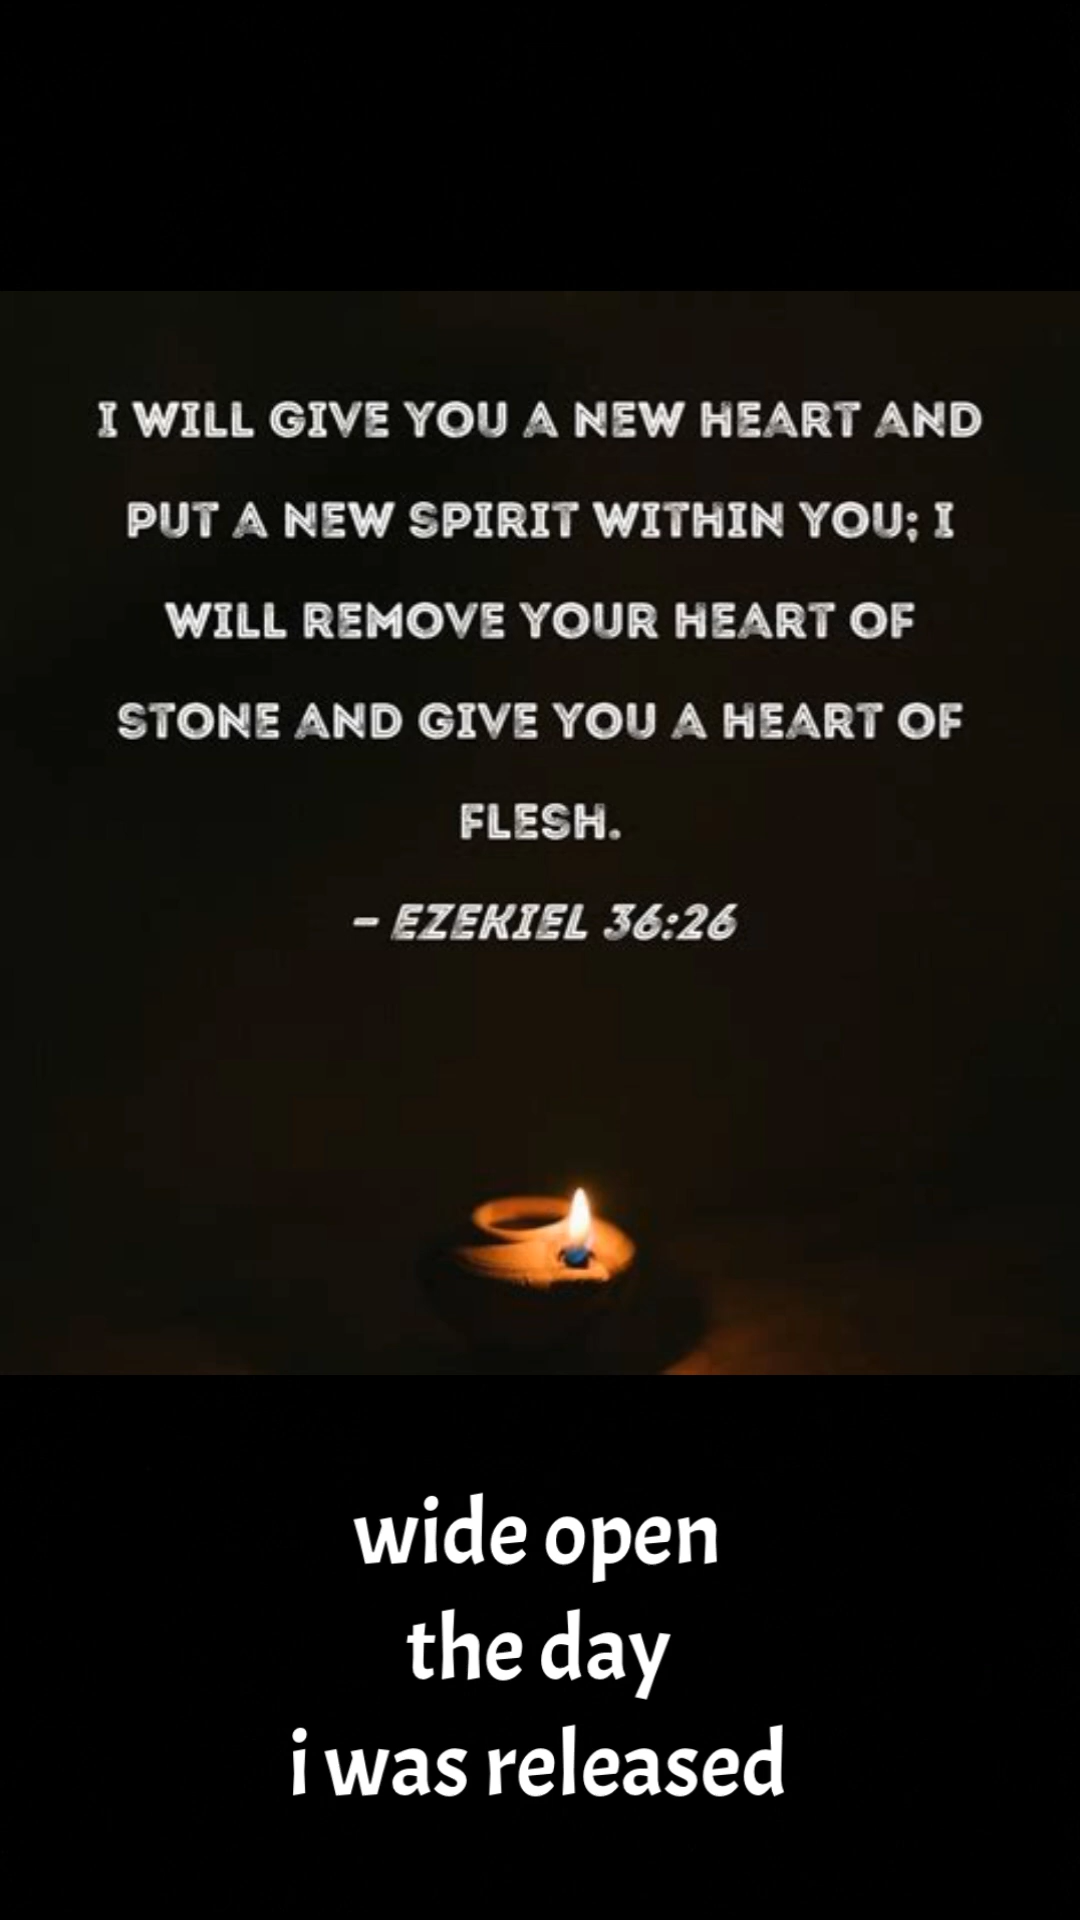 I WILL GIVE YOU A NEW HEART AND
PUT A NEW SPIRIT WITHIN YOU; I
WILL REMOVE YOUR HEART OF
STONE AND GIVE YOU A HEART OF
FLESH.
– EZEKIEL 36:26
wide open
the day
i was released